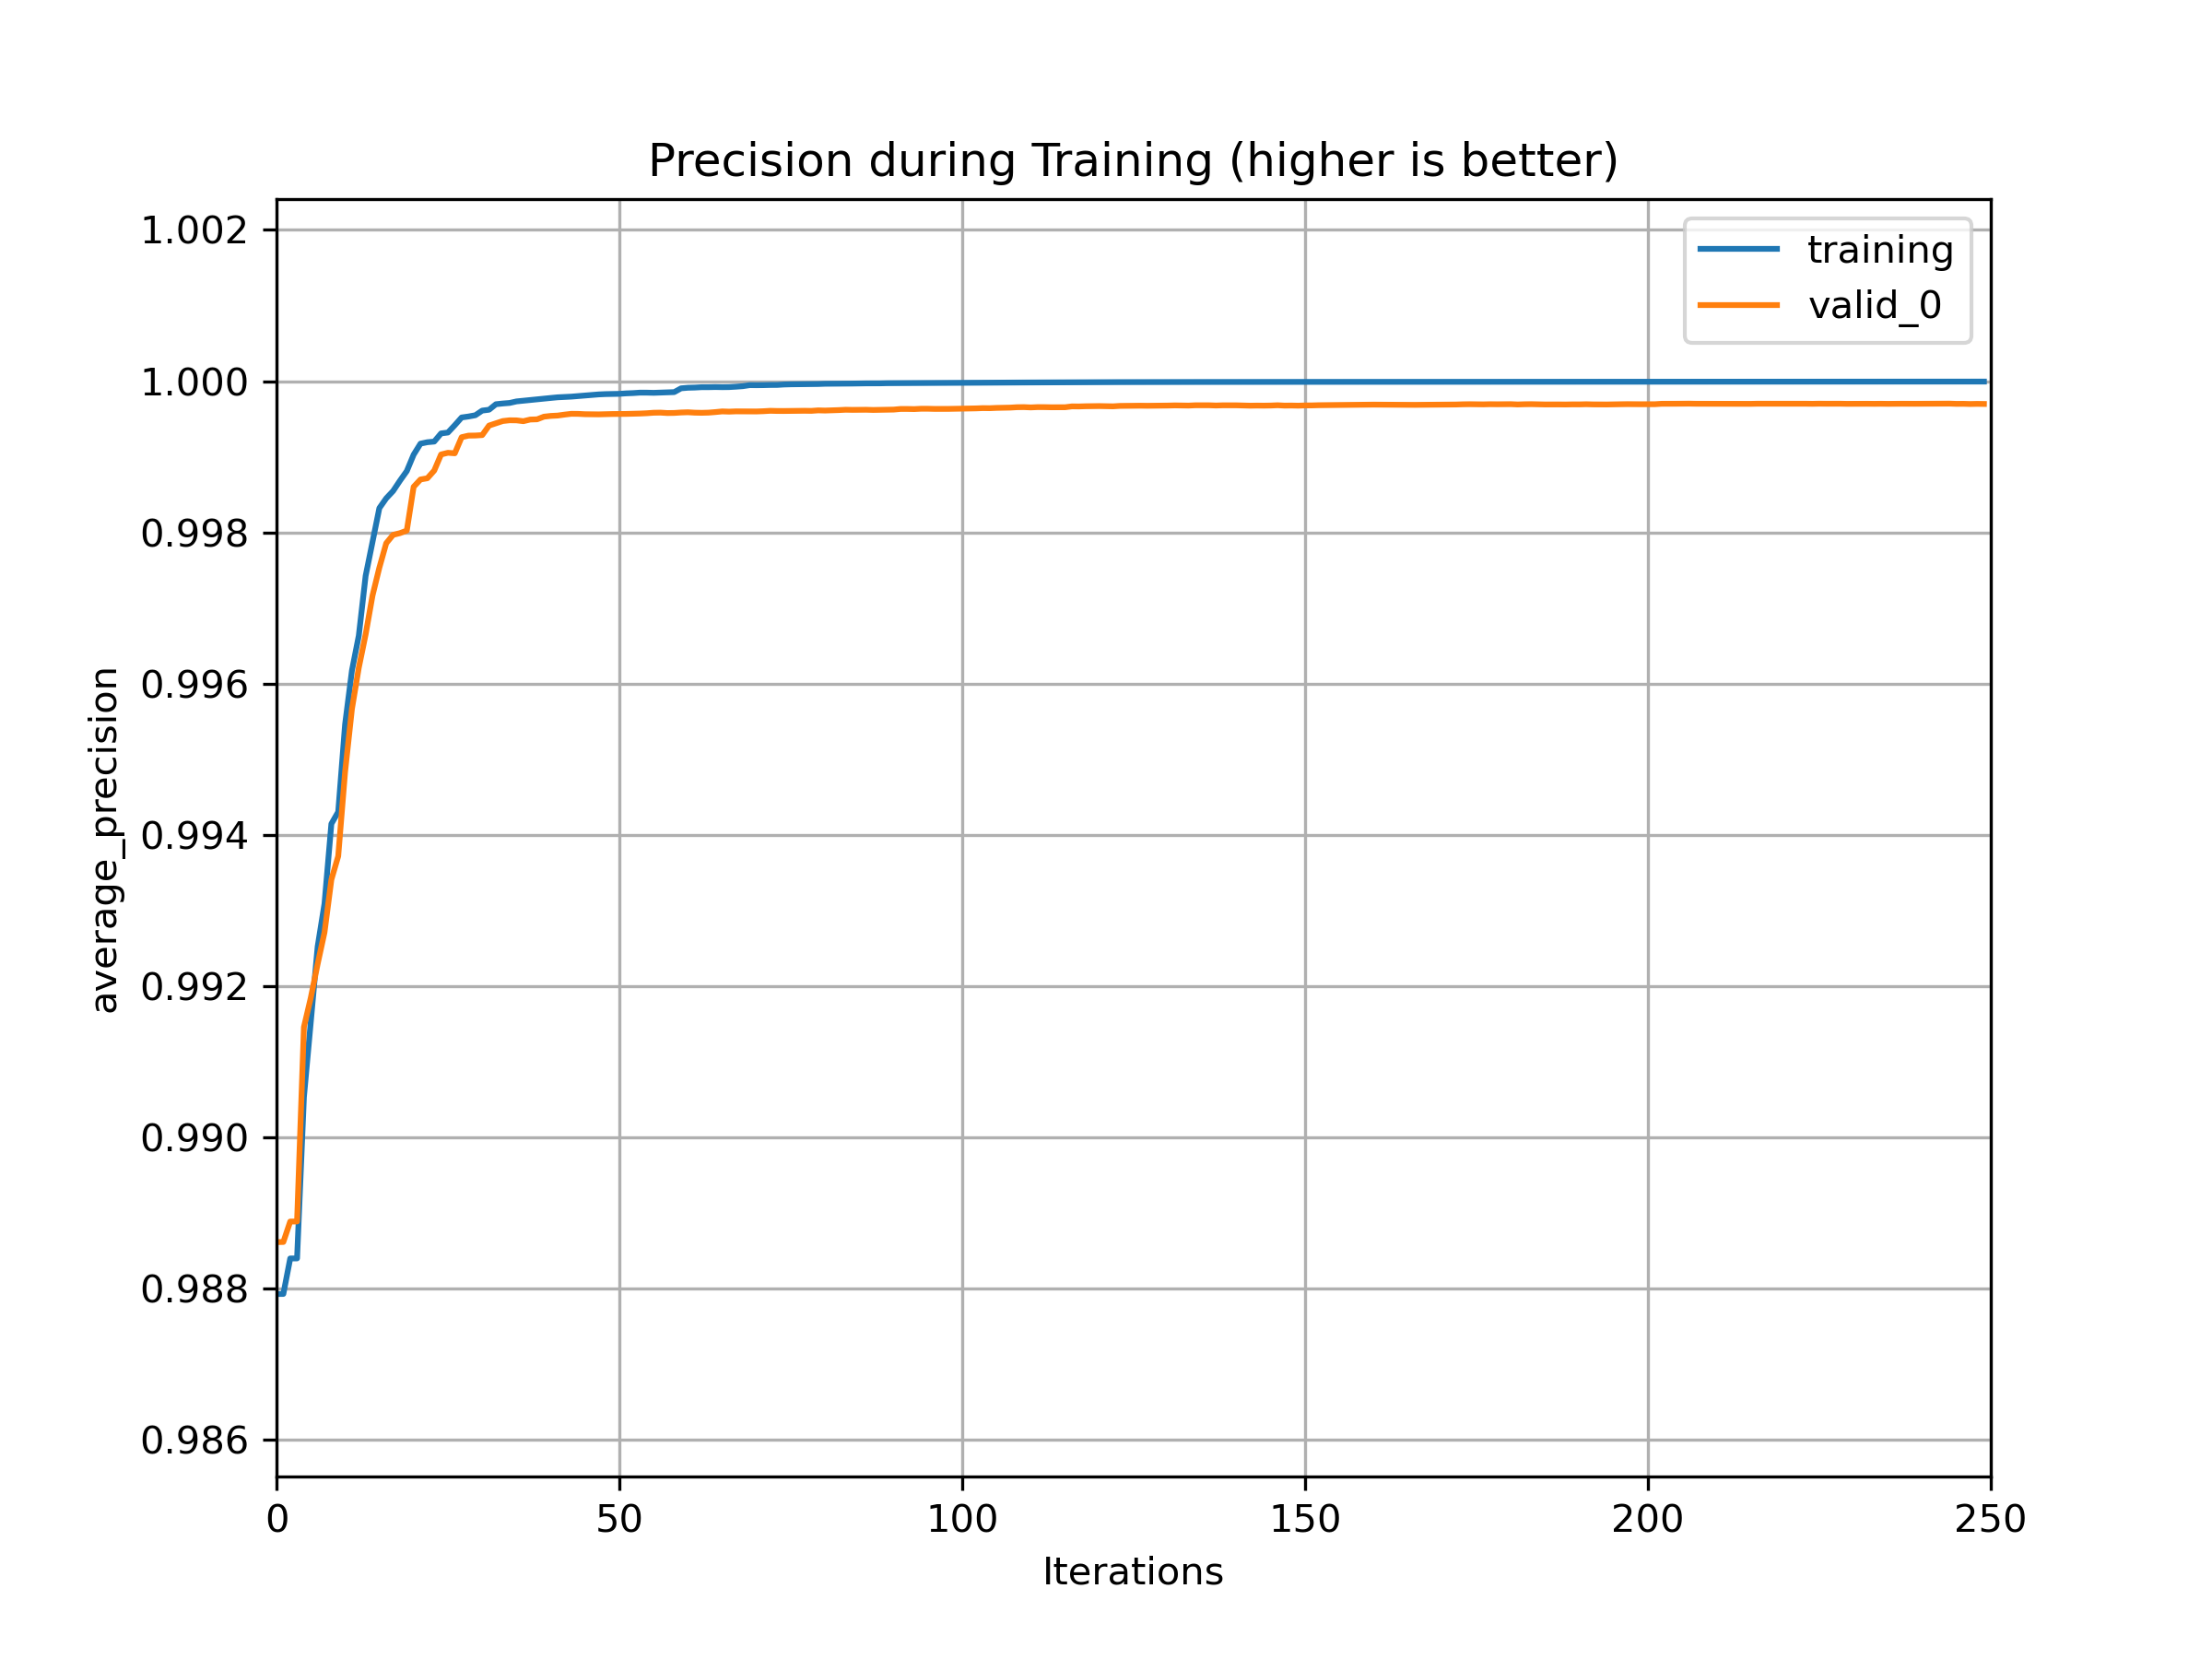 Precision during Training (higher is better)
1.002
1.000
0.998
0.996
0.994
0.992
0.990
0.988
0.986
average_precision
training
valid_0
0 50 100 150 200 250
Iterations